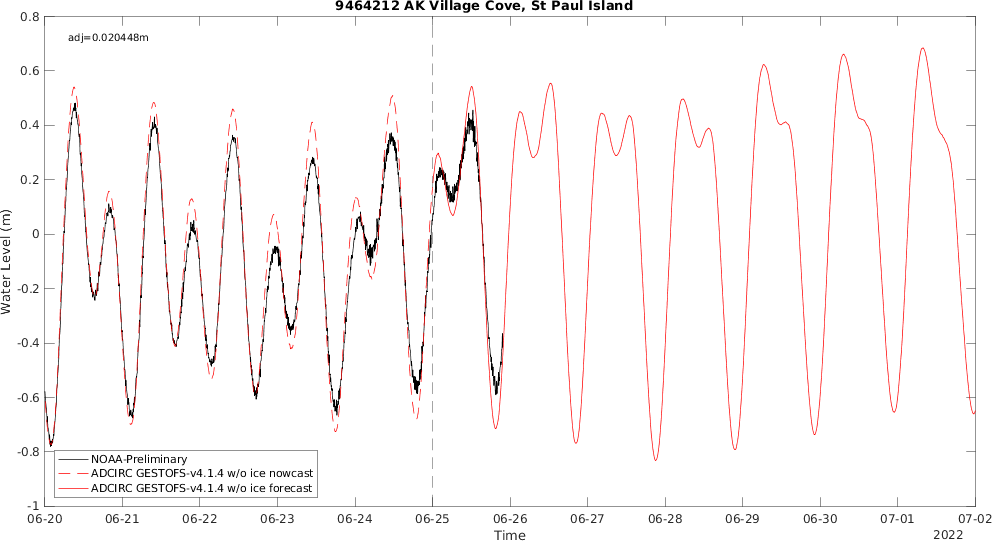 9464212 AK Village Cove, St Paul Island
adj=0.020448m
Water Level (m)
0.8
0.6
0.4
0.2
0
-0.2
-0.4
-0.6
-0.8
-1
NOAA-Preliminary
ADCIRC GESTOFS-v4.1.4 w/o ice nowcast
ADCIRC GESTOFS-v4.1.4 w/o ice forecast
06-20 06-21 06-22 06-23 06-24 06-25 06-26 06-27 06-28 06-29 06-30 07-01 07-02
Time
2022